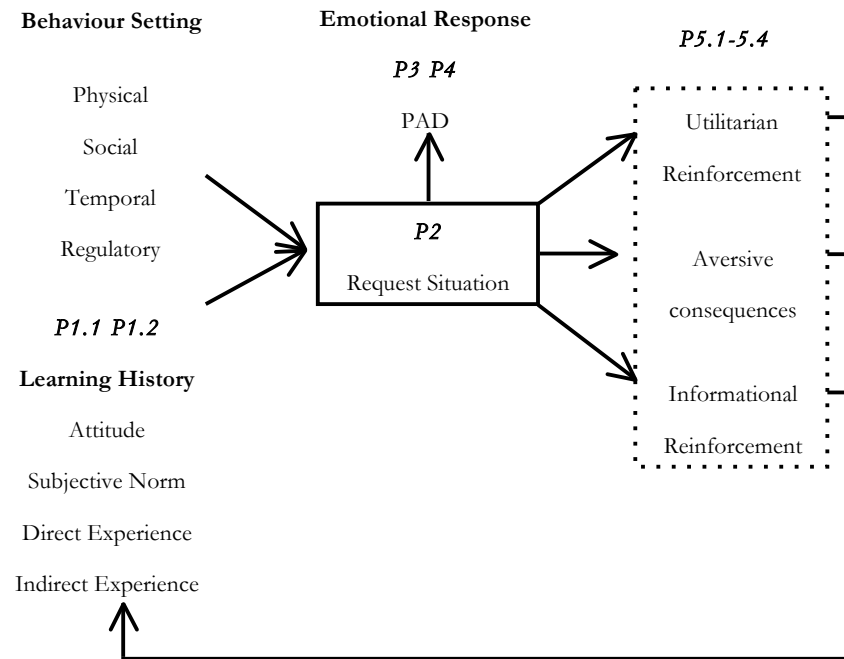 Behaviour Setting
Physical
Social
Temporal
Regulatory
P1.1 P1.2
Learning History
Attitude
Subjective Norm
Direct Experience
Indirect Experience
Emotional Response
P3 P4
PAD
P2
Request Situation
P5.1-5.4
Utilitarian
Reinforcement
Aversive
consequences
Informational
Reinforcement